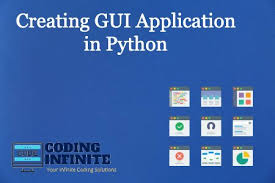 Creating GUI Application
in Python
CODING
INFINITE
Your Infinite Coding Solutions